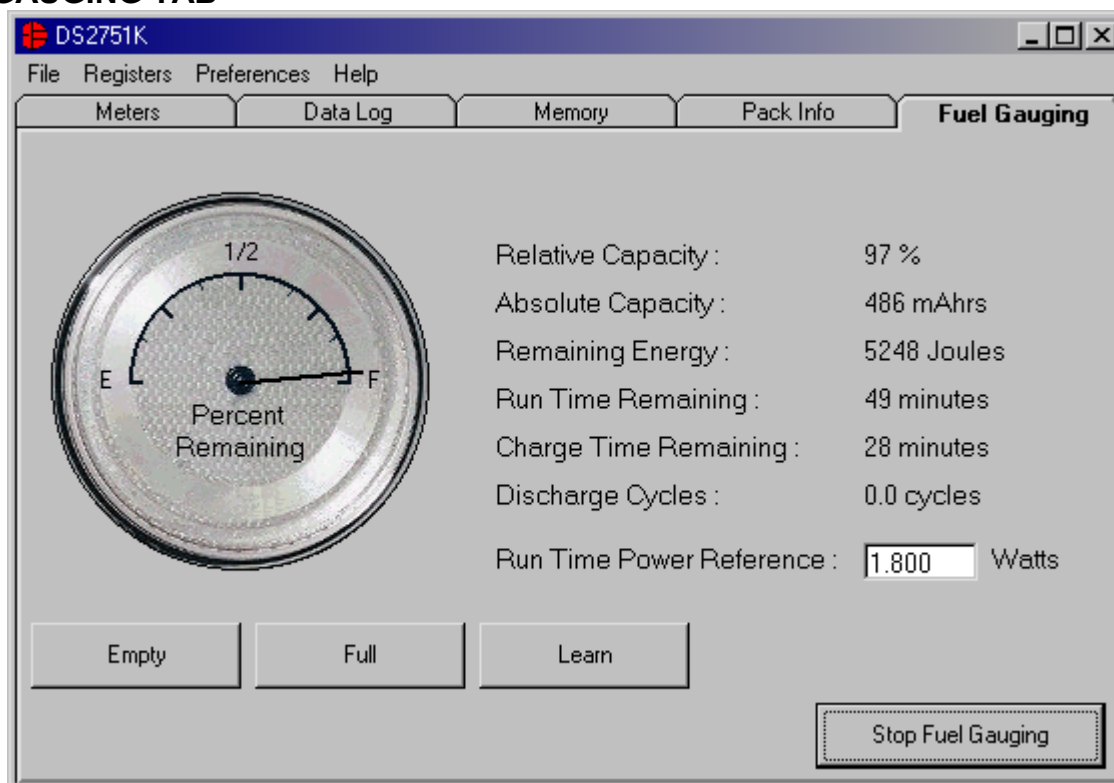 GAUGING TAB
DS2751K
File Registers Preferences Help
Meters Data Log Memory Pack Info Fuel Gauging
1/2
E F
Percent
Remaining
Relative Capacity : 97 %
Absolute Capacity : 486 mAhrs
Remaining Energy : 5248 Joules
Run Time Remaining : 49 minutes
Charge Time Remaining : 28 minutes
Discharge Cycles : 0.0 cycles
Run Time Power Reference : 1.800 Watts
Empty Full Learn
Stop Fuel Gauging